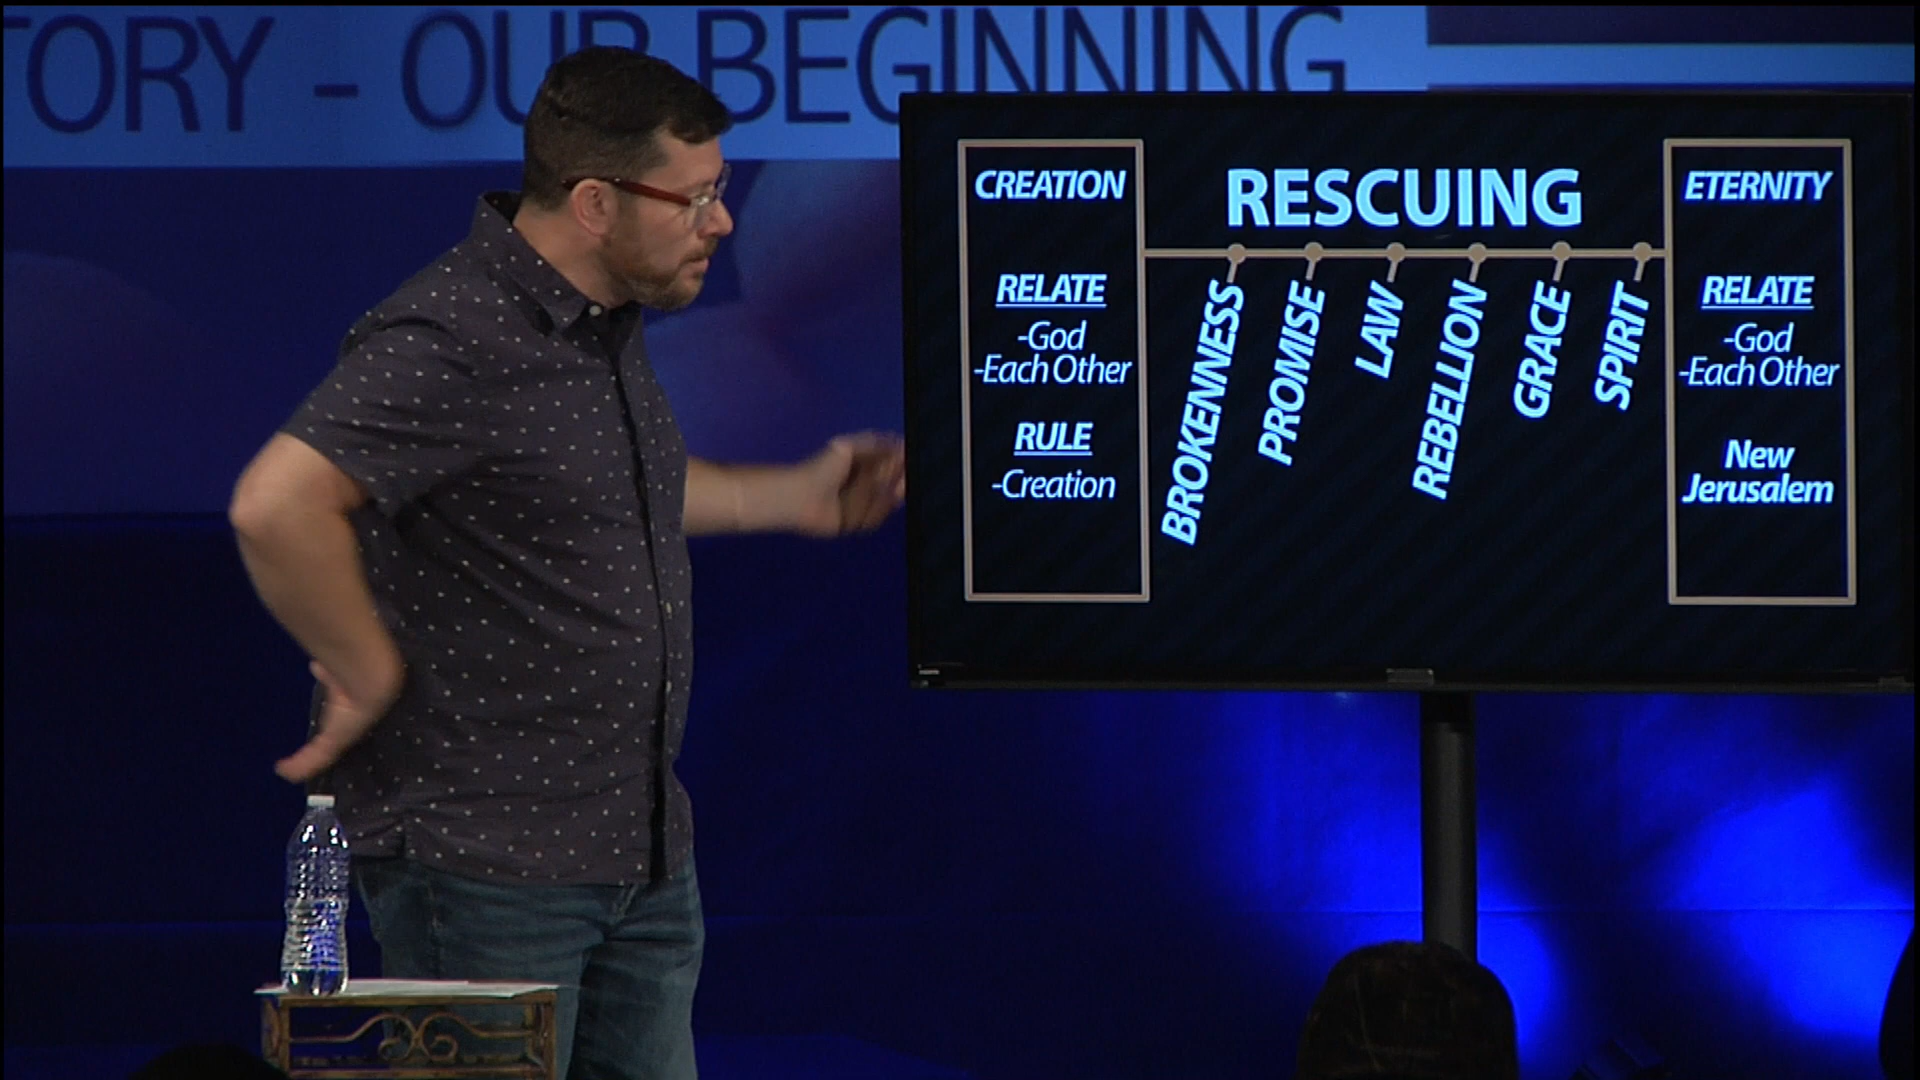 TORY - OUR BEGINNING
CREATION
RELATE
-God
-Each Other
RULE
-Creation
RESCUING
BROKENNESS
PROMISE
LAW
REBELLION
GRACE
SPIRIT
ETERNITY
RELATE
-God
-Each Other
New
Jerusalem